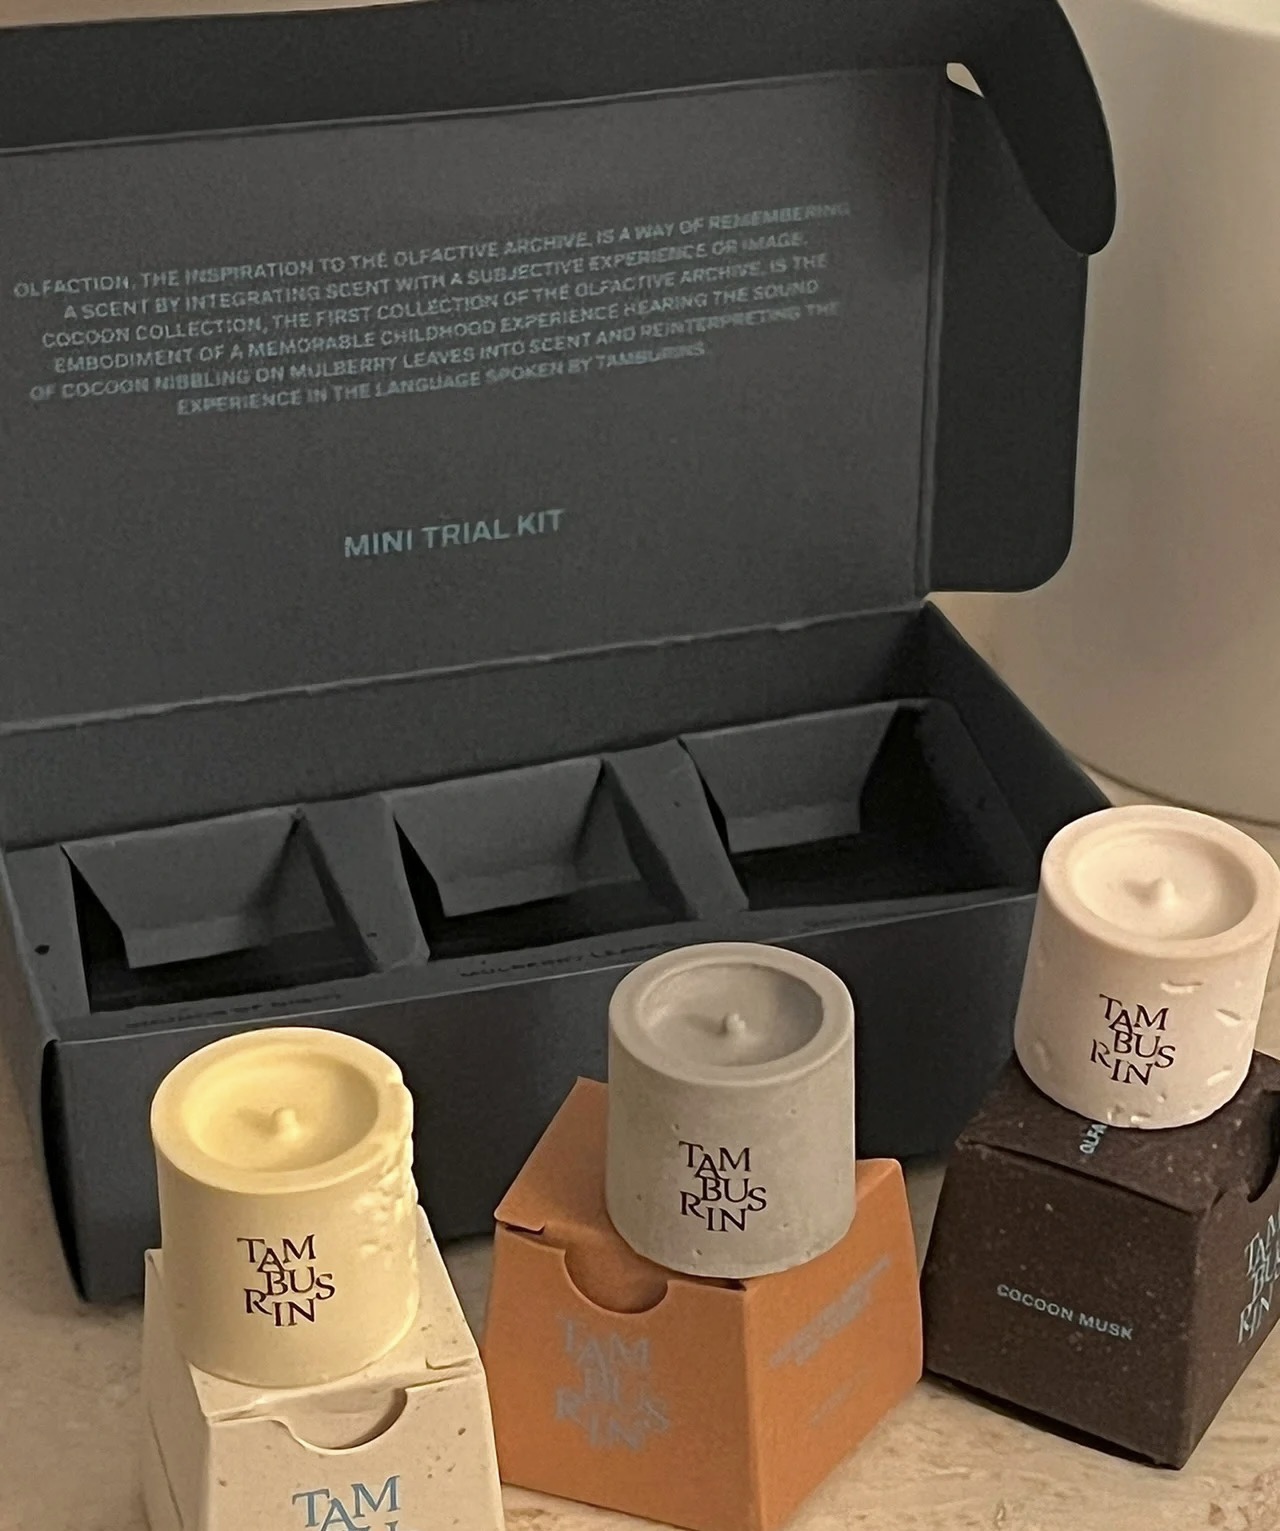 OLFACTION, THE INSPIRATION TO THE OLFACTIVE ARCHIVE, IS A WAY OF REMEMBERING
A SCENT BY INTEGRATING SCENT WITH A SUBJECTIVE EXPERIENCE OR IMAGE.
COCOON COLLECTION, THE FIRST COLLECTION OF THE OLFACTIVE ARCHIVE, IS THE
EMBODIMENT OF A MEMORABLE CHILDHOOD EXPERIENCE HEARING THE SOUND
OF COCOON NIBBLING ON MULBERRY LEAVES INTO SCENT AND REINTERPRETING THE
EXPERIENCE IN THE LANGUAGE SPOKEN BY TAMBURINS.
MINI TRIAL KIT
MULBERRY LEAVES
TAM
BUS
RIN
TAM
BUS
RIN
TAM
BUS
RIN
TAM
TAM
BUS
RIN
COCOON MUSK
TAM
BUS
RIN